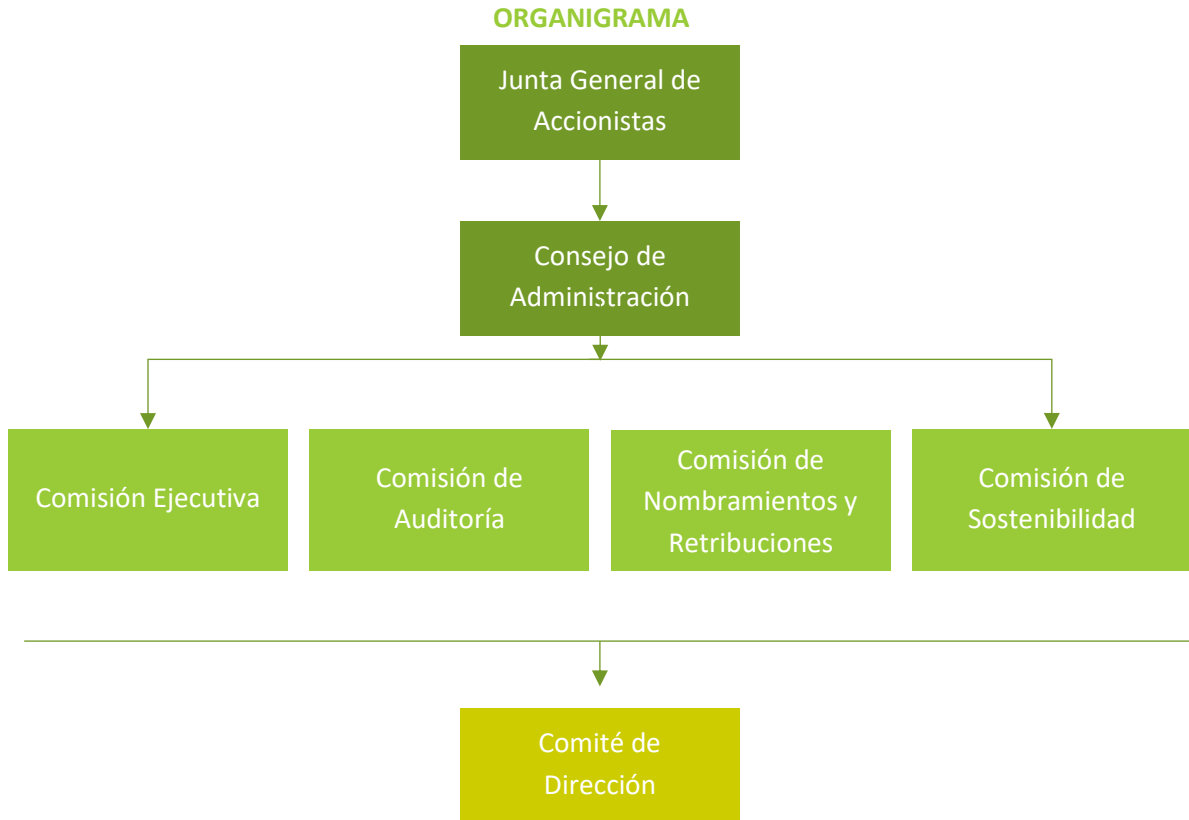 ORGANIGRAMA
Junta General de
Accionistas
Consejo de
Administración
Comisión Ejecutiva
Comisión de
Auditoría
Comisión de
Nombramientos y
Retribuciones
Comisión de
Sostenibilidad
Comité de
Dirección